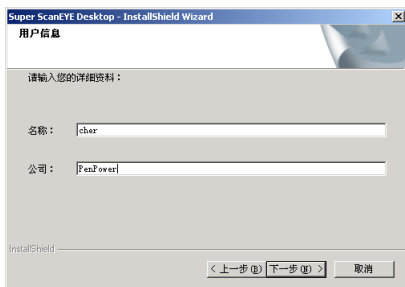 Super ScanEYE Desktop - InstallShield Wizard
用户信息
请输入您的详细资料：
名称： cher
公司： PenPower
InstallShield
< 上一步(B) 下一步(N) > 取消